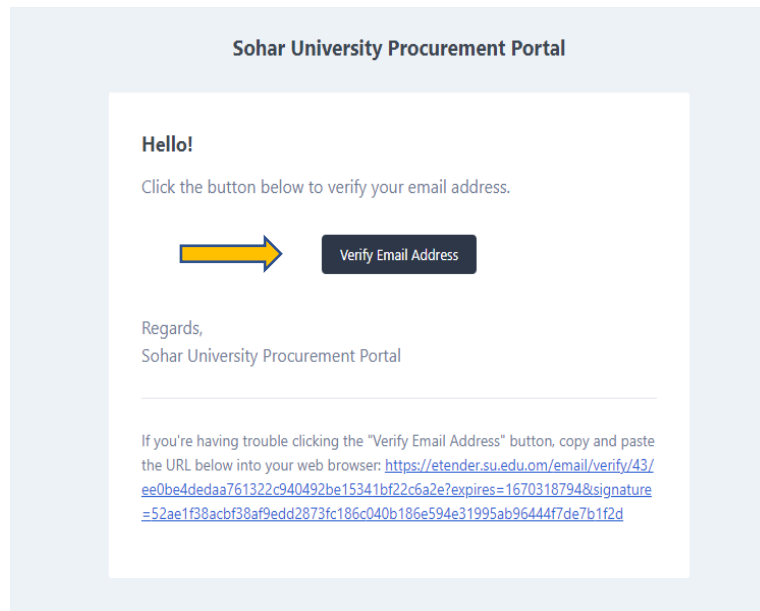 Sohar University Procurement Portal
Hello!
Click the button below to verify your email address.
Verify Email Address
Regards,
Sohar University Procurement Portal
If you're having trouble clicking the "Verify Email Address" button, copy and paste
the URL below into your web browser: https://etender.su.edu.om/email/verify/43/
ee0be4dedaa761322c940492be15341bf22c6a2e?expires=1670318794&signature
=52ae1f38acbf38af9edd2873fc186c040b186e594e31995ab96444f7de7b1f2d